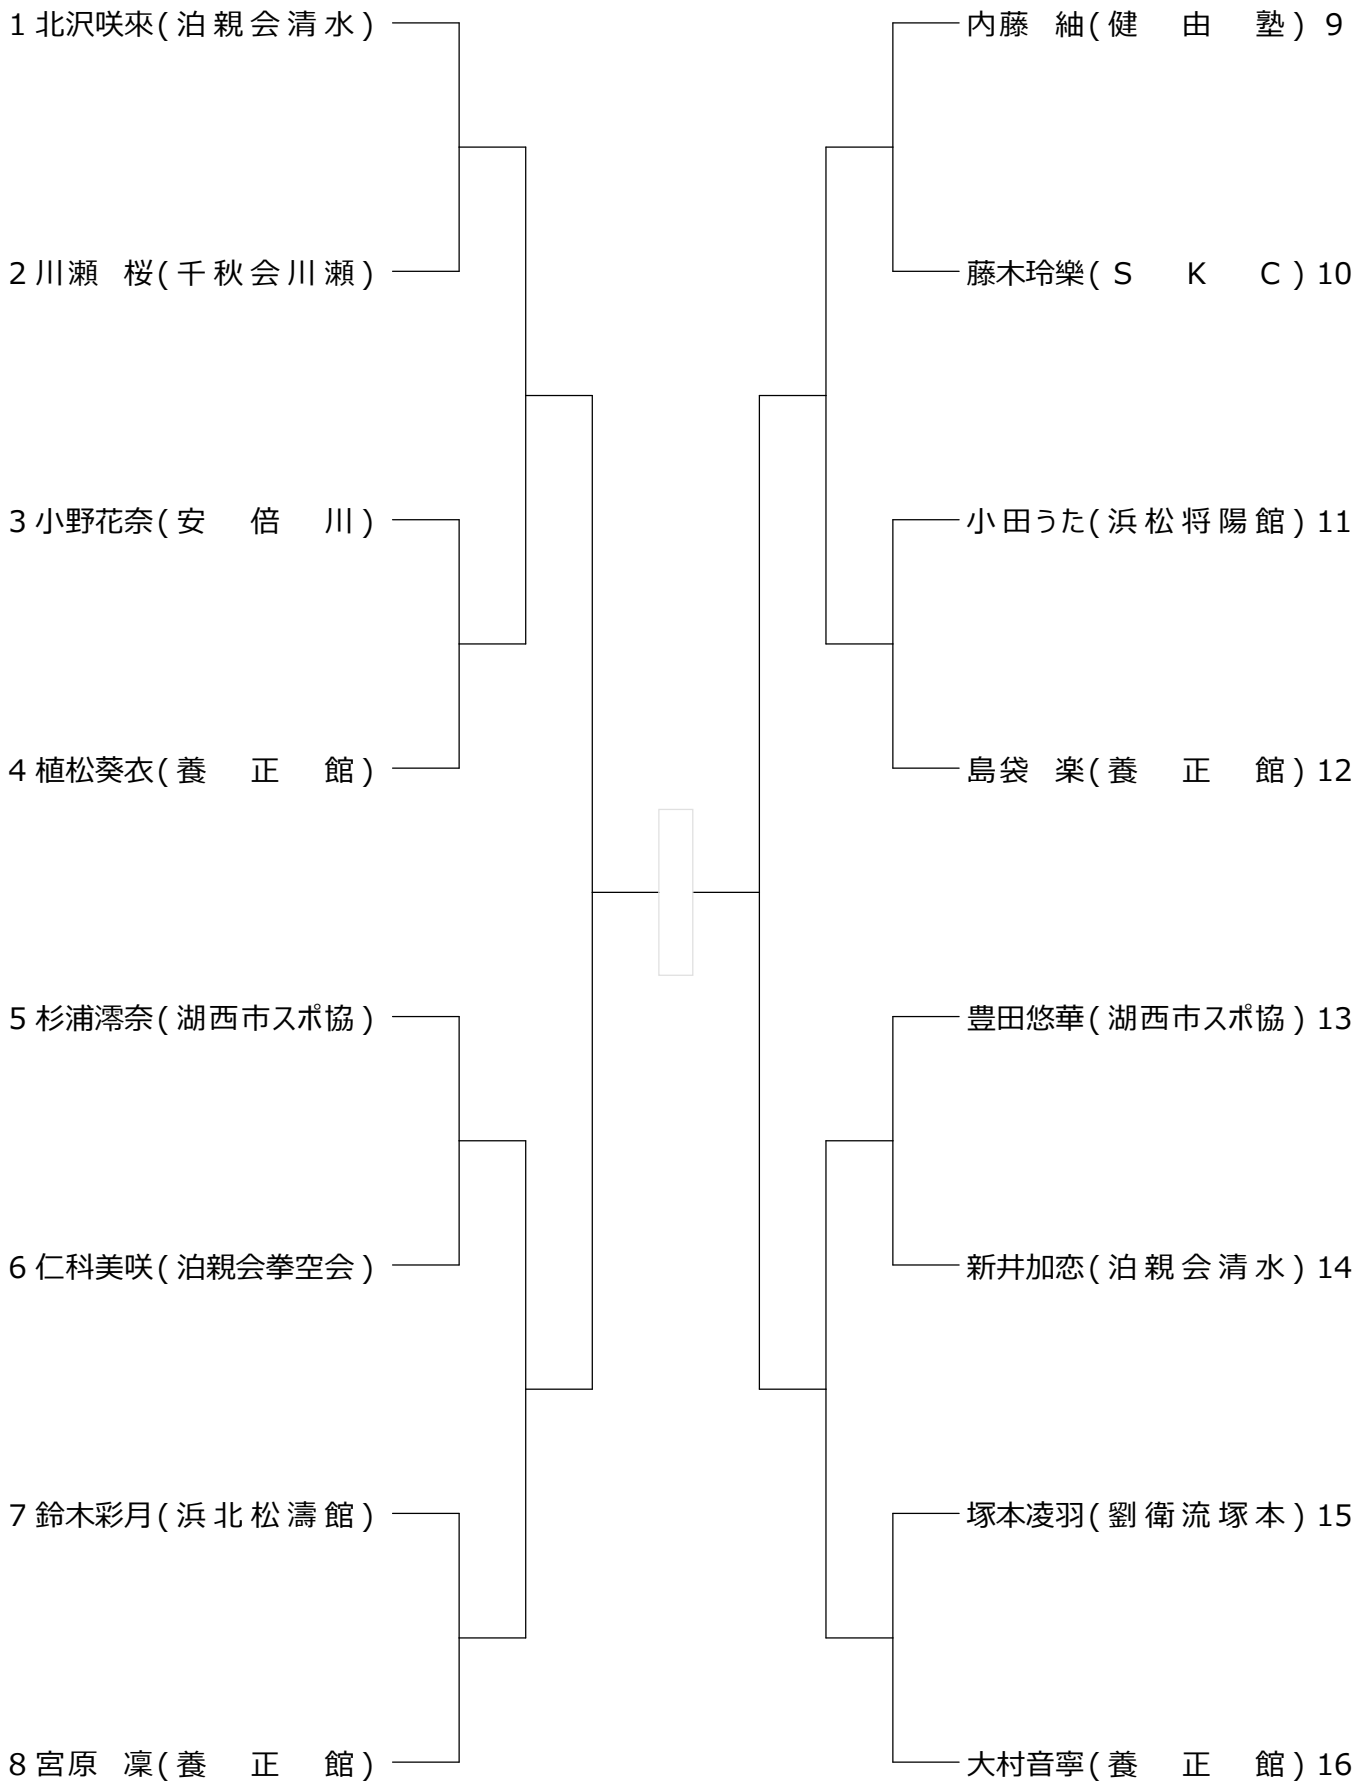 1 北沢咲來(泊親会清水)
2 川瀬 桜(千秋会川瀬)
3 小野花奈(安倍川)
4 植松葵衣(養正館)
5 杉浦澪奈(湖西市スポ協)
6 仁科美咲(泊親会拳空会)
7 鈴木彩月(浜北松濤館)
8 宮原 凜(養正館)
内藤 紬(健由塾) 9
藤木玲樂(SKC) 10
小田うた(浜松将陽館) 11
島袋 楽(養正館) 12
豊田悠華(湖西市スポ協) 13
新井加恋(泊親会清水) 14
塚本凌羽(劉衛流塚本) 15
大村音寧(養正館) 16